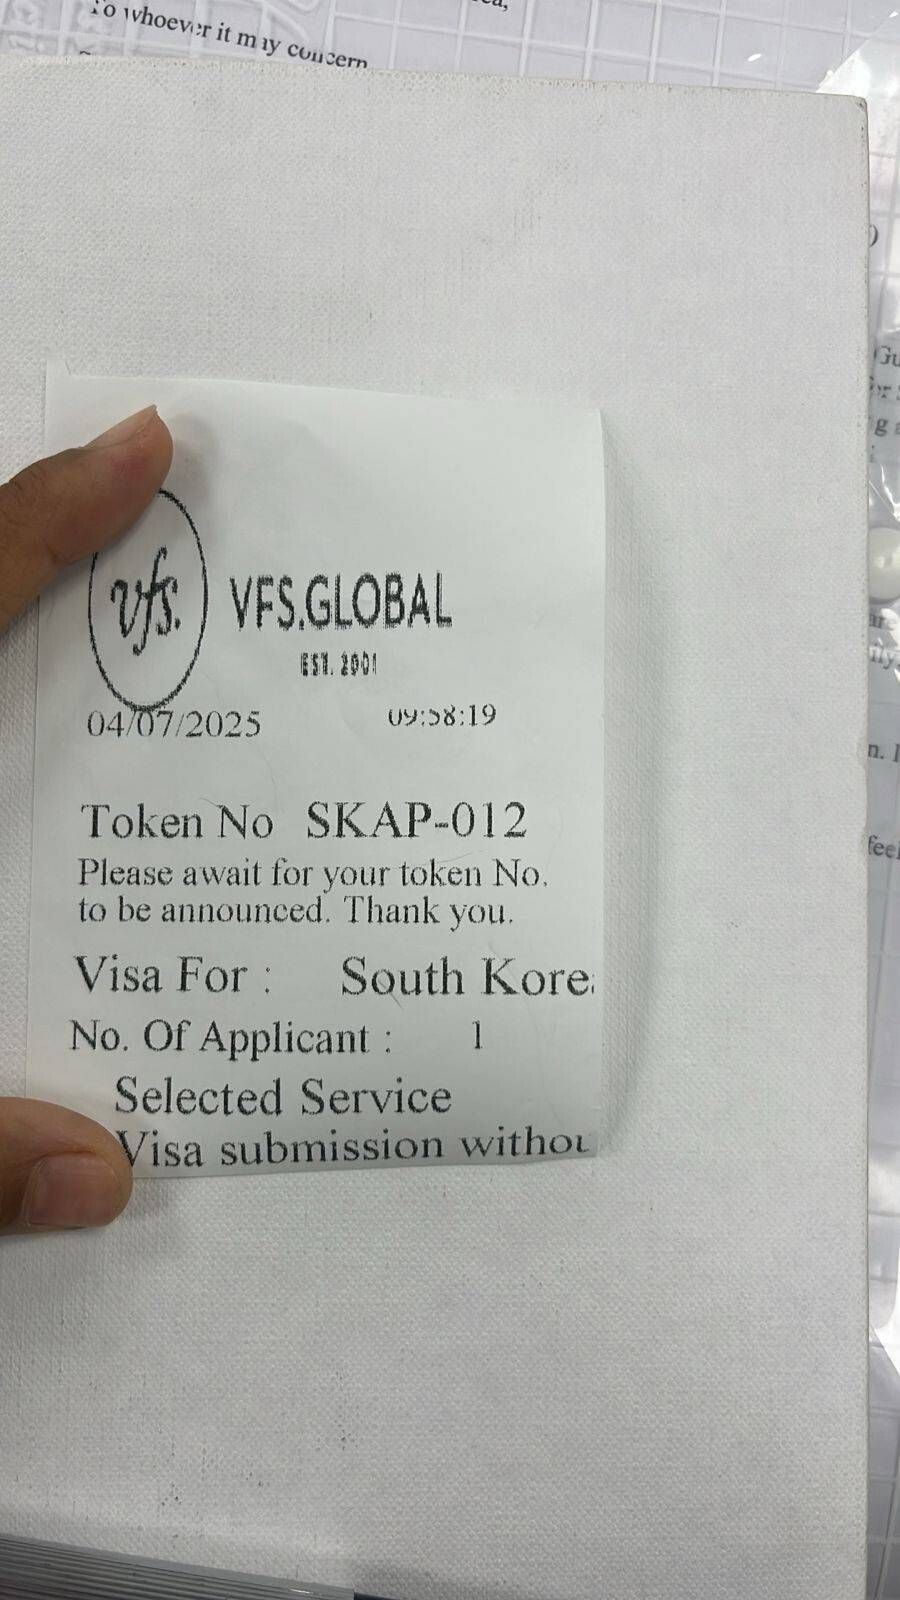 To whoever it may concern
vfs.
VFS.GLOBAL
EST. 2001
04/07/2025 09:58:19
Token No SKAP-012
Please await for your token No.
to be announced. Thank you.
Visa For : South Kore
No. Of Applicant : 1
Selected Service
Visa submission withou
n. I
feel